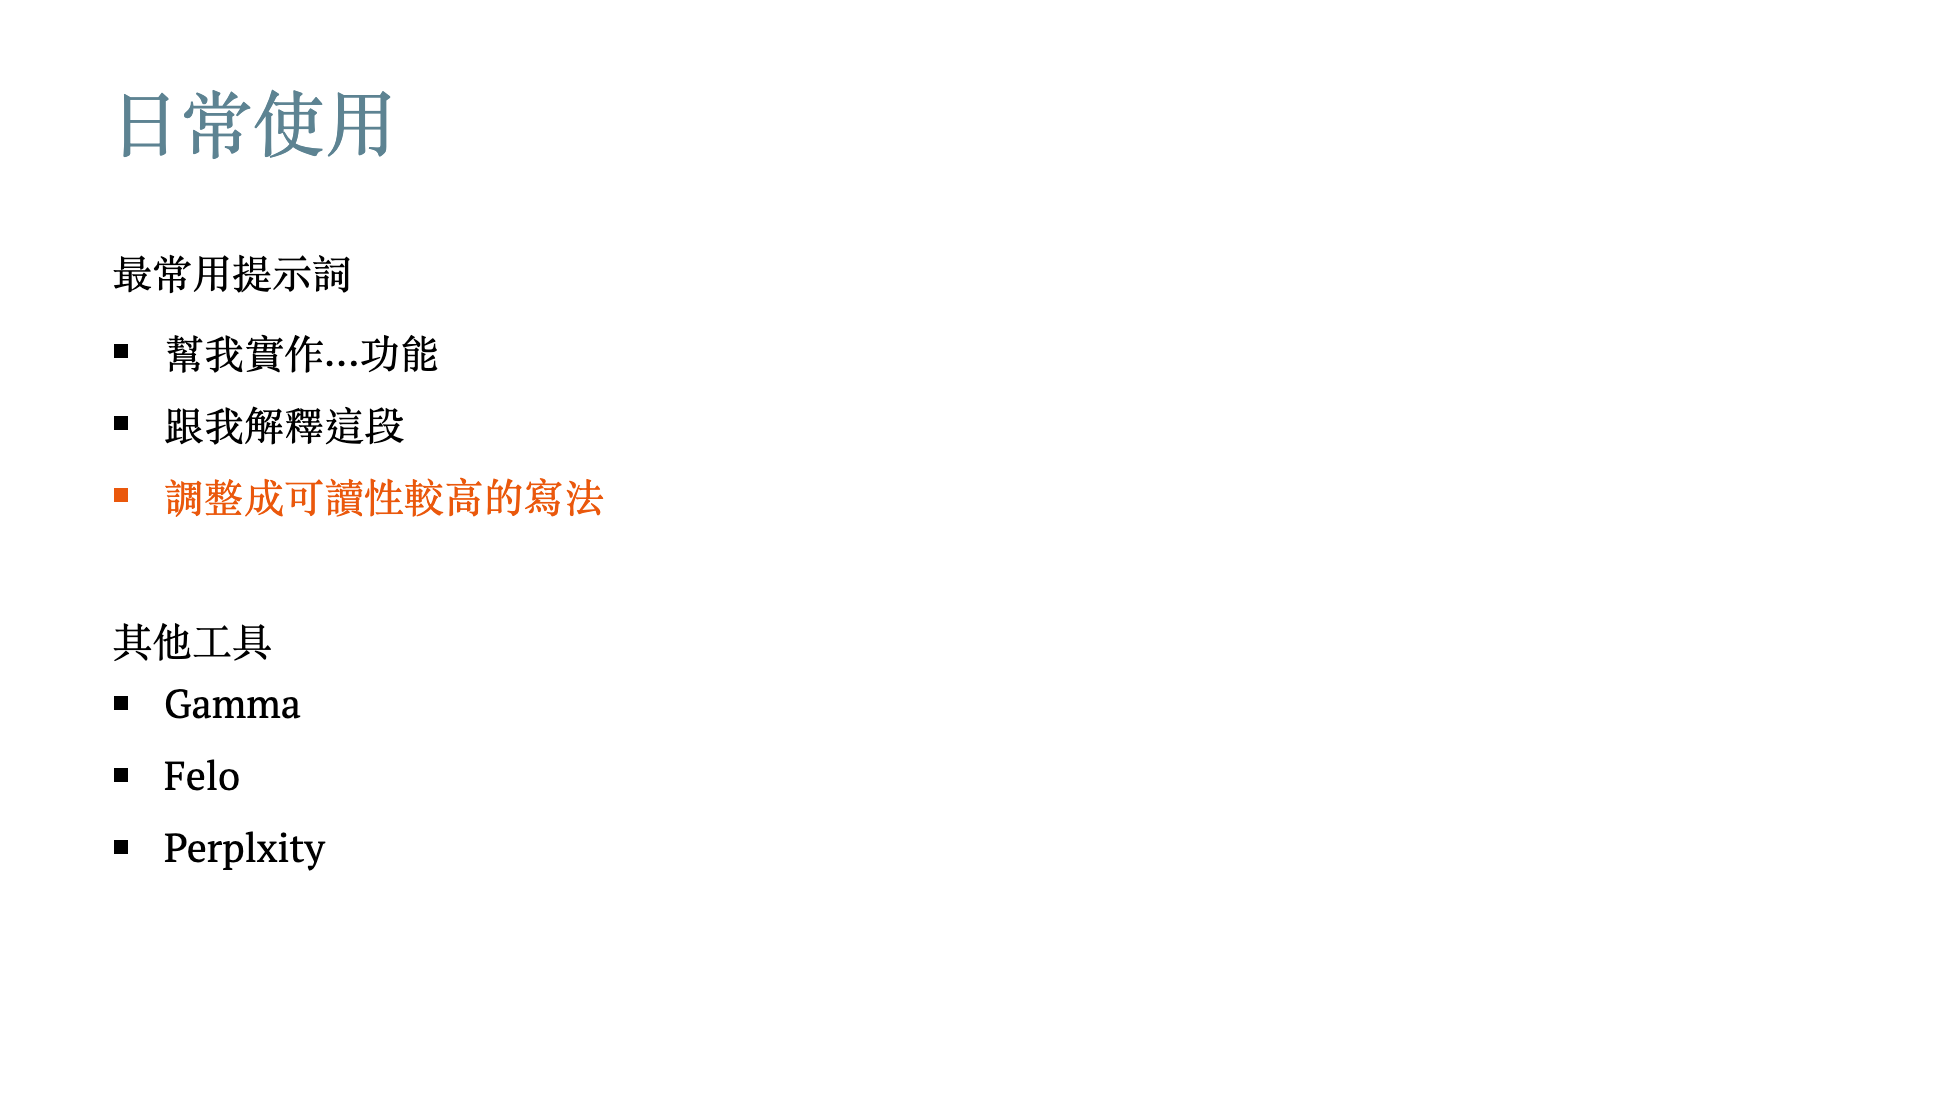 日常使用
最常用提示詞
▪ 幫我實作...功能
▪ 跟我解釋這段
▪ 調整成可讀性較高的寫法
其他工具
▪ Gamma
▪ Felo
▪ Perplxity